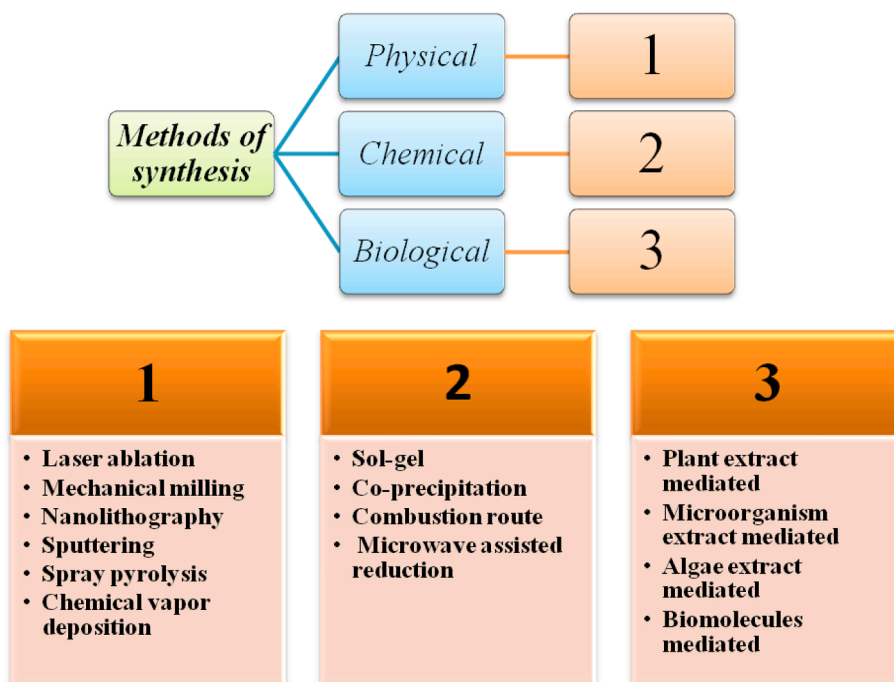 Physical
1
Methods of
synthesis
Chemical
2
Biological
3
1
• Laser ablation
• Mechanical milling
• Nanolithography
• Sputtering
• Spray pyrolysis
• Chemical vapor
deposition
2
• Sol-gel
• Co-precipitation
• Combustion route
• Microwave assisted
reduction
3
• Plant extract
mediated
• Microorganism
extract mediated
• Algae extract
mediated
• Biomolecules
mediated